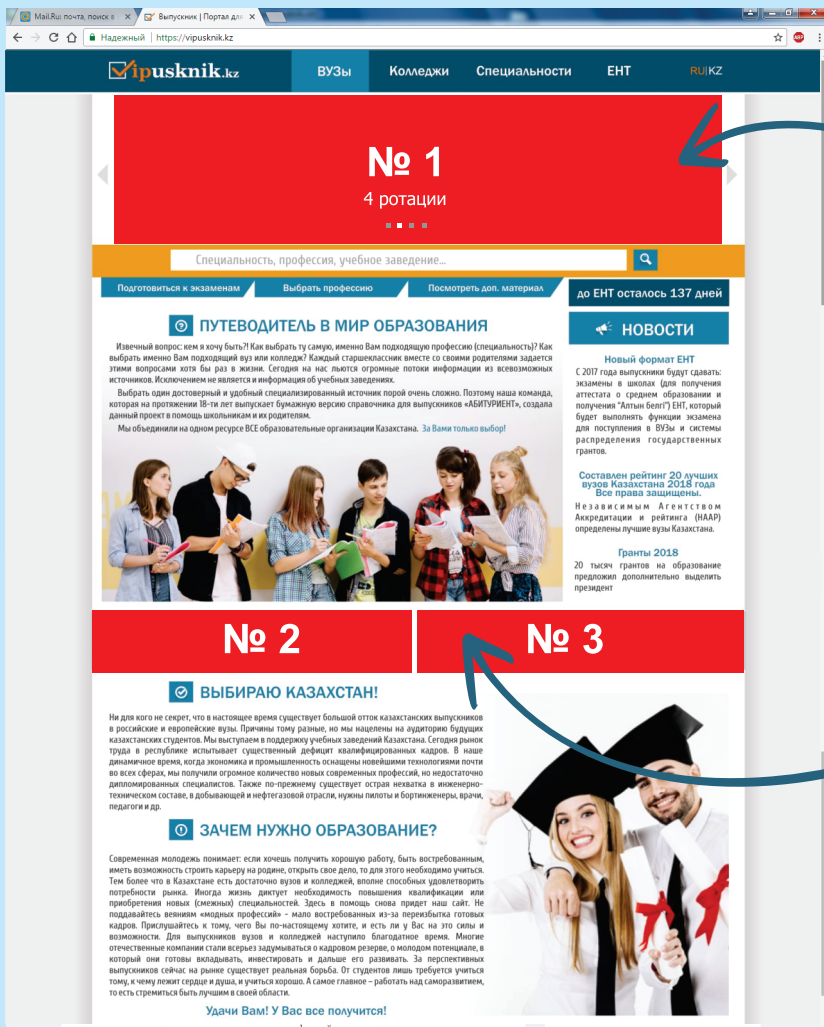 Mail.Ru: почта, поиск в
Выпускник | Портал для
Надежный | https://vipusknik.kz
ABP
Vipusknik.kz
ВУЗы
Колледжи
Специальности
ЕНТ
RU|KZ
№ 1
4 ротации
Специальность, профессия, учебное заведение...
Подготовиться к экзаменам
Выбрать профессию
Посмотреть доп. материал
до ЕНТ осталось 137 дней
ПУТЕВОДИТЕЛЬ В МИР ОБРАЗОВАНИЯ
Извечный вопрос: кем я хочу быть?! Как выбрать ту самую, именно Вам подходящую профессию (специальность)? Как
выбрать именно Вам подходящий вуз или колледж? Каждый старшеклассник вместе со своими родителями задается
этими вопросами хотя бы раз в жизни. Сегодня на нас льются огромные потоки информации из всевозможных
источников. Исключением не является и информация об учебных заведениях.
Выбрать один достоверный и удобный специализированный источник порой очень сложно. Поэтому наша команда,
которая на протяжении 18-ти лет выпускает бумажную версию справочника для выпускников «АБИТУРИЕНТ», создала
данный проект в помощь школьникам и их родителям.
Мы объединили на одном ресурсе ВСЕ образовательные организации Казахстана. За Вами только выбор!
НОВОСТИ
Новый формат ЕНТ
С 2017 года выпускники будут сдавать:
экзамены в школах (для получения
аттестата о среднем образовании и
получения "Алтын белгі") ЕНТ, который
будет выполнять функции экзамена
для поступления в ВУЗы и системы
распределения государственных
грантов.
Составлен рейтинг 20 лучших
вузов Казахстана 2018 года
Все права защищены.
Независимым Агентством
Аккредитации и рейтинга (НААР)
определены лучшие вузы Казахстана.
Гранты 2018
20 тысяч грантов на образование
предложил дополнительно выделить
президент
№ 2
№ 3
ВЫБИРАЮ КАЗАХСТАН!
Ни для кого не секрет, что в настоящее время существует большой отток казахстанских выпускников
в российские и европейские вузы. Причины тому разные, но мы нацелены на аудиторию будущих
казахстанских студентов. Мы выступаем в поддержку учебных заведений Казахстана. Сегодня рынок
труда в республике испытывает существенный дефицит квалифицированных кадров. В наше
динамичное время, когда экономика и промышленность оснащены новейшими технологиями почти
во всех сферах, мы получили огромное количество новых современных профессий, но недостаточно
дипломированных специалистов. Также по-прежнему существует острая нехватка в инженерно-
техническом составе, в добывающей и нефтегазовой отрасли, нужны пилоты и бортинженеры, врачи,
педагоги и др.
ЗАЧЕМ НУЖНО ОБРАЗОВАНИЕ?
Современная молодежь понимает: если хочешь получить хорошую работу, быть востребованным,
иметь возможность строить карьеру на родине, открыть свое дело, то для этого необходимо учиться.
Тем более что в Казахстане есть достаточно вузов и колледжей, вполне способных удовлетворить
потребности рынка. Иногда жизнь диктует необходимость повышения квалификации или
приобретения новых (смежных) специальностей. Здесь в помощь снова придет наш сайт. Не
поддавайтесь веяниям «модных профессий» - мало востребованных из-за переизбытка готовых
кадров. Прислушайтесь к тому, чего Вы по-настоящему хотите, и есть ли у Вас на это силы и
возможности. Для выпускников вузов и колледжей наступило благодатное время. Многие
отечественные компании стали всерьез задумываться о кадровом резерве, о молодом потенциале, в
который они готовы вкладывать, инвестировать и дальше его развивать. За перспективных
выпускников сейчас на рынке существует реальная борьба. От студентов лишь требуется учиться
тому, к чему лежит сердце и душа, и учиться хорошо. А самое главное – работать над саморазвитием,
то есть стремиться быть лучшим в своей области.
Удачи Вам! У Вас все получится!